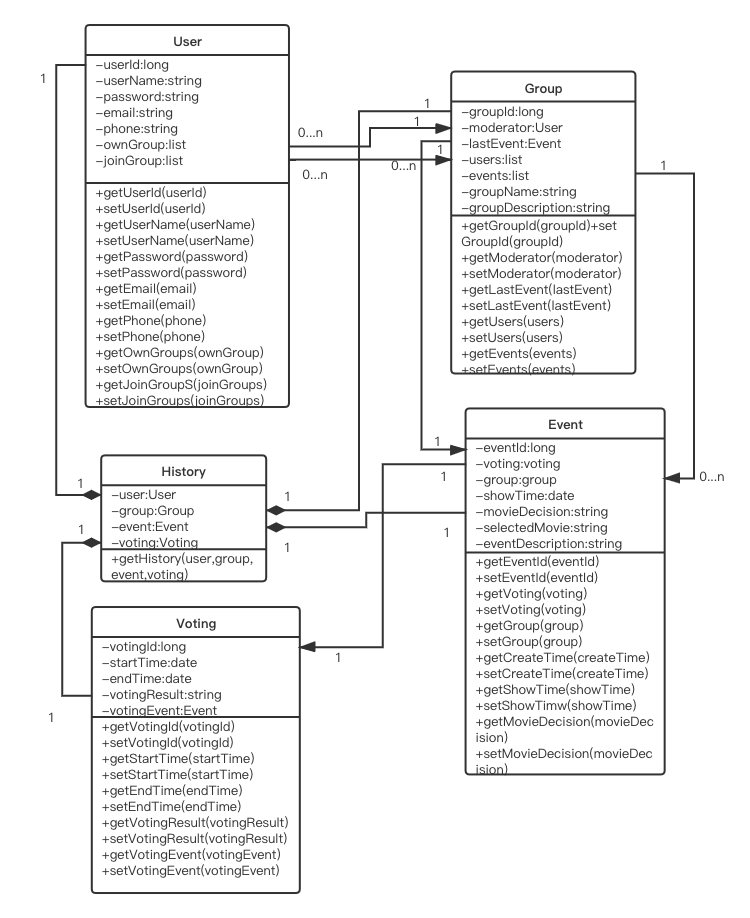 User
-userId:long
-userName:string
-password:string
-email:string
-phone:string
-ownGroup:list
-joinGroup:list
+getUserId(userId)
+setUserId(userId)
+getUserName(userName)
+setUserName(userName)
+getPassword(password)
+setPassword(password)
+getEmail(email)
+setEmail(email)
+getPhone(phone)
+setPhone(phone)
+getOwnGroups(ownGroup)
+setOwnGroups(ownGroup)
+getJoinGroupS(joinGroups)
+setJoinGroups(joinGroups)
1
0...n
0...n
1
1
1
0...n
Group
-groupId:long
-moderator:User
-lastEvent:Event
-users:list
-events:list
-groupName:string
-groupDescription:string
+getGroupId(groupId)+set
GroupId(groupId)
+getModerator(moderator)
+setModerator(moderator)
+getLastEvent(lastEvent)
+setLastEvent(lastEvent)
+getUsers(users)
+setUsers(users)
+getEvents(events)
+setEvents(events)
1
0...n
History
-user:User
-group:Group
-event:Event
-voting:Voting
+getHistory(user,group,
event,voting)
1
1
1
1
Event
-eventId:long
-voting:voting
-group:group
-showTime:date
-movieDecision:string
-selectedMovie:string
-eventDescription:string
+getEventId(eventId)
+setEventId(eventId)
+getVoting(voting)
+setVoting(voting)
+getGroup(group)
+setGroup(group)
+getCreateTime(createTime)
+setCreateTime(createTime)
+getShowTime(showTime)
+setShowTimw(showTime)
+getMovieDecision(movieDec
ision)
+setMovieDecision(movieDec
ision)
1
1
1
Voting
-votingId:long
-startTime:date
-endTime:date
-votingResult:string
-votingEvent:Event
+getVotingId(votingId)
+setVotingId(votingId)
+getStartTime(startTime)
+setStartTime(startTime)
+getEndTime(endTime)
+setEndTime(endTime)
+getVotingResult(votingResult)
+setVotingResult(votingResult)
+getVotingEvent(votingEvent)
+setVotingEvent(votingEvent)
1
1